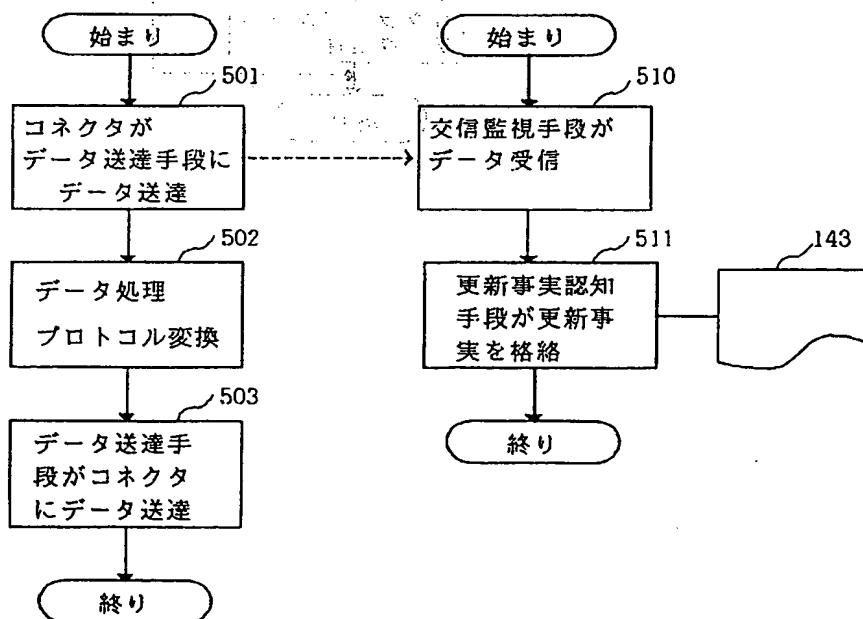 始まり
501
コネクタが
データ送達手段に
データ送達
502
データ処理
プロトコル変換
503
データ送達手
段がコネクタ
にデータ送達
終り
始まり
510
交信監視手段が
データ受信
511
更新事実認知
手段が更新事
実を格絡
143
終り